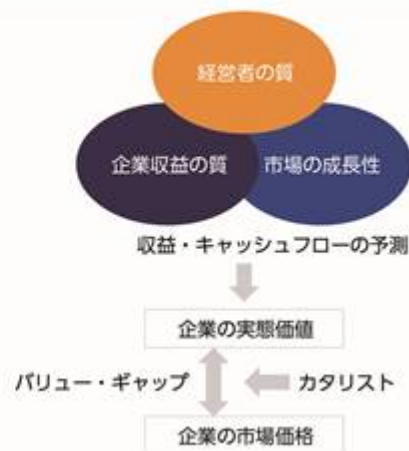 経営者の質
企業収益の質 市場の成長性
収益・キャッシュフローの予測
企業の実態価値
バリュー・ギャップ カタリスト
企業の市場価格